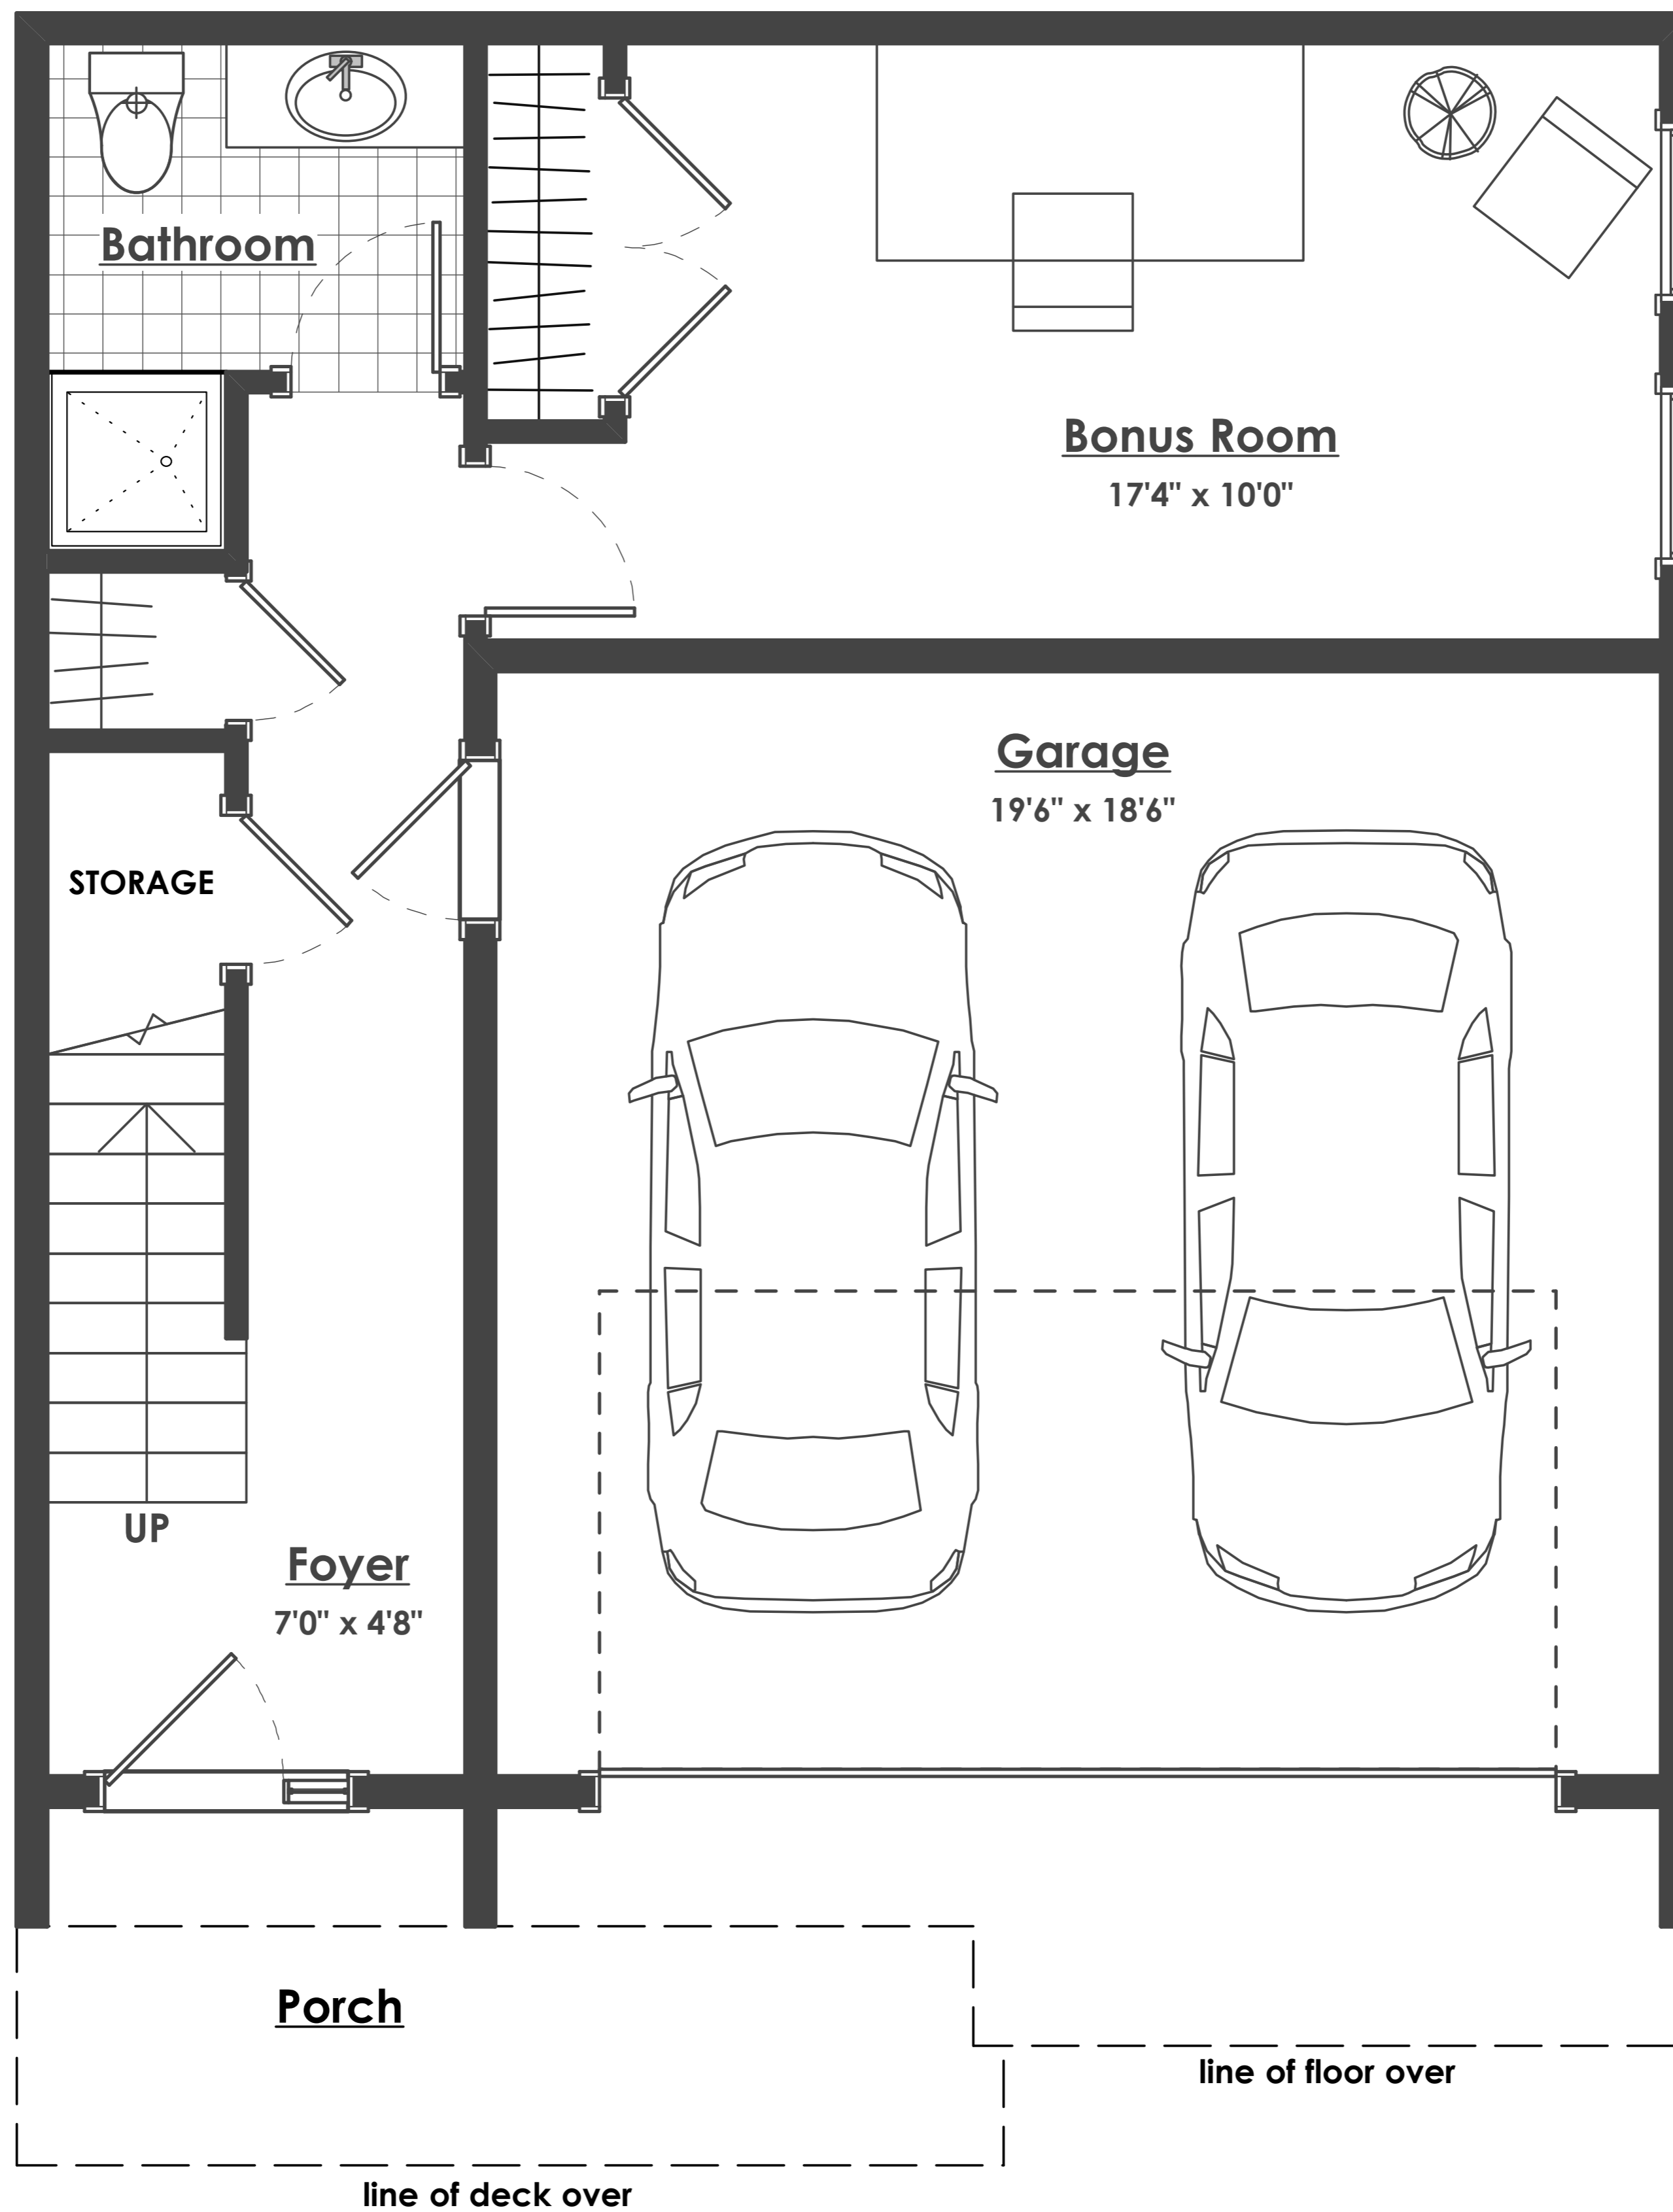 Bathroom
Bonus Room
17'4" x 10'0"
Garage
19'6" x 18'6"
STORAGE
UP
Foyer
7'0" x 4'8"
Porch
line of floor over
line of deck over